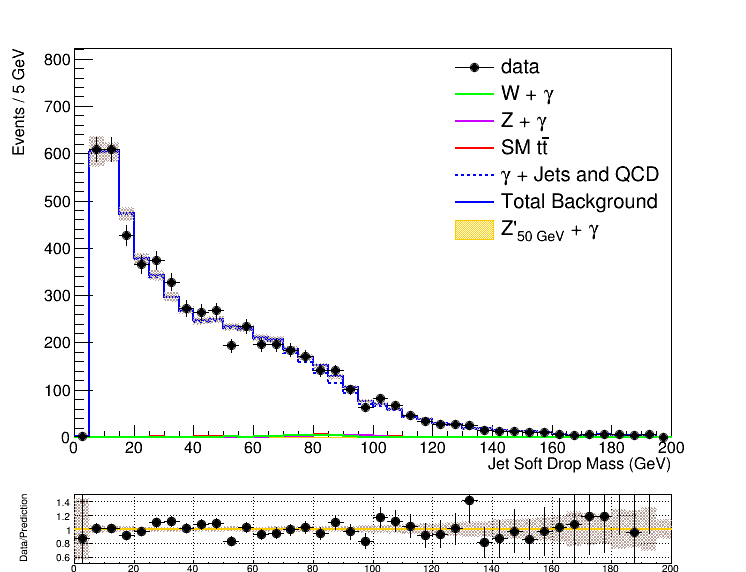 Events / 5 GeV
800
700
600
500
400
300
200
100
0
data
W + γ
Z + γ
SM tt̄
γ + Jets and QCD
Total Background
Z'50 GeV + γ
0 20 40 60 80 100 120 140 160 180 200
Jet Soft Drop Mass (GeV)
Data/Prediction
1.4
1.2
1
0.8
0.6
0 20 40 60 80 100 120 140 160 180 200